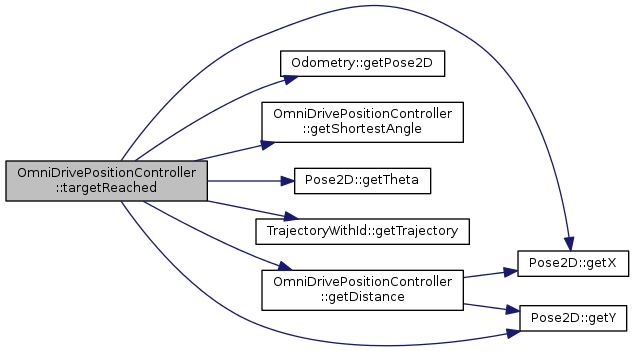 OmniDrivePositionController
::targetReached
Odometry::getPose2D
OmniDrivePositionController
::getShortestAngle
Pose2D::getTheta
TrajectoryWithId::getTrajectory
OmniDrivePositionController
::getDistance
Pose2D::getX
Pose2D::getY